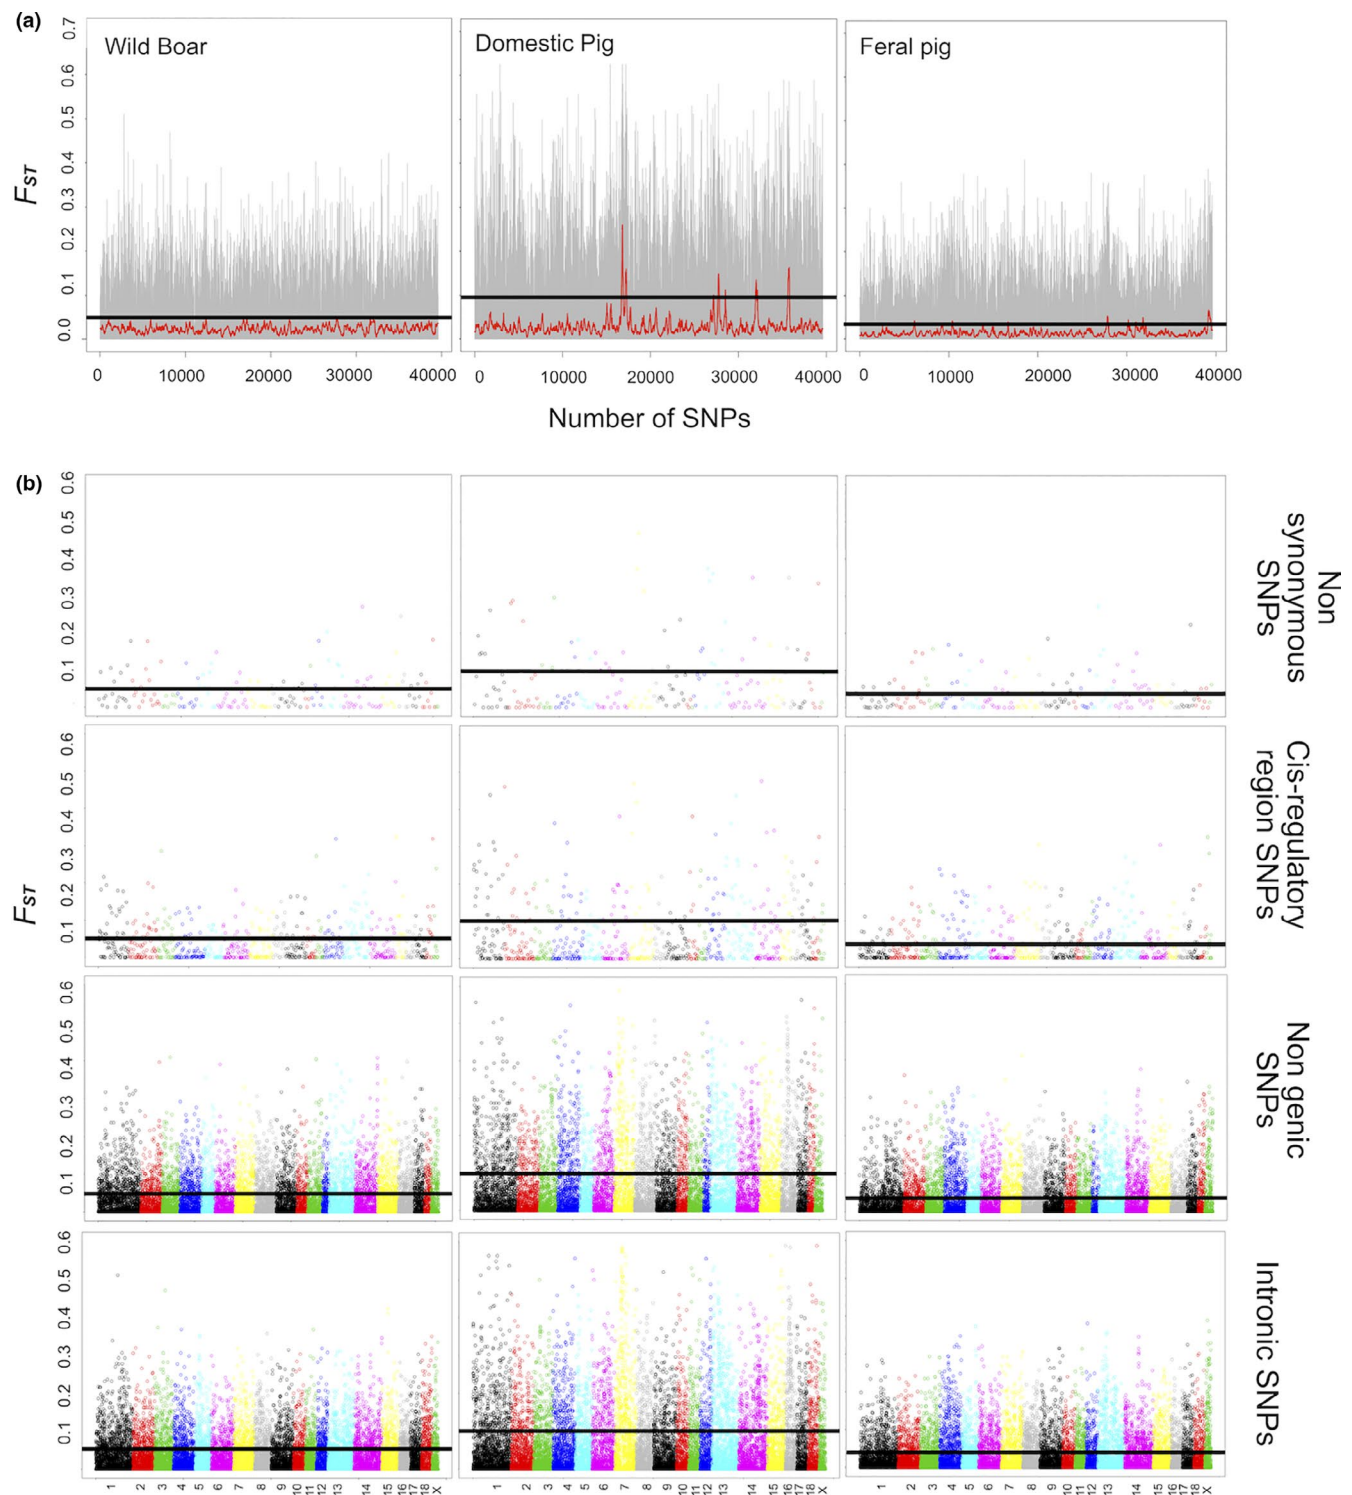 (a)
Wild Boar
Domestic Pig
Feral pig
0.7
0.6
0.5
0.4
0.3
0.2
0.1
0.0
FST
0 10000 20000 30000 40000
0 10000 20000 30000 40000
0 10000 20000 30000 40000
Number of SNPs
(b)
0.6
0.5
0.4
0.3
0.2
0.1
Non
synonymous
SNPs
0.6
0.5
0.4
0.3
0.2
0.1
Cis-regulatory
region SNPs
FST
0.6
0.5
0.4
0.3
0.2
0.1
Non genic
SNPs
0.6
0.5
0.4
0.3
0.2
0.1
Intronic SNPs
1 2 3 4 5 6 7 8 9 10 11 12 13 14 15 16 17 18 X
1 2 3 4 5 6 7 8 9 10 11 12 13 14 15 16 17 18 X
1 2 3 4 5 6 7 8 9 10 11 12 13 14 15 16 17 18 X